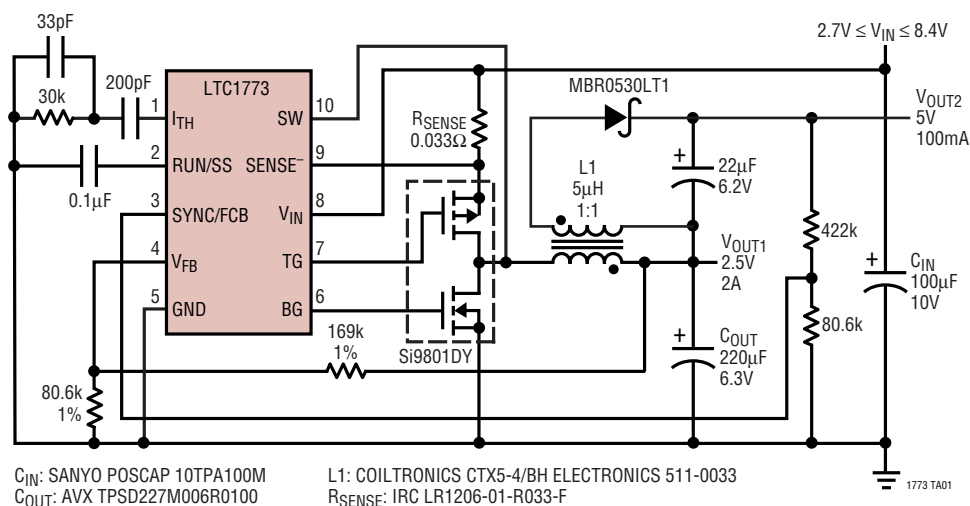 33pF
30k
200pF
0.1µF
LTC1773
1
ITH
2
RUN/SS
3
SYNC/FCB
4
VFB
5
GND
10
SW
9
SENSE–
8
VIN
7
TG
6
BG
RSENSE
0.033Ω
Si9801DY
169k
1%
80.6k
1%
L1
5µH
1:1
MBR0530LT1
22µF
6.2V
VOUT1
2.5V
2A
COUT
220µF
6.3V
2.7V ≤ VIN ≤ 8.4V
VOUT2
5V
100mA
422k
80.6k
CIN
100µF
10V
CIN: SANYO POSCAP 10TPA100M
COUT: AVX TPSD227M006R0100
L1: COILTRONICS CTX5-4/BH ELECTRONICS 511-0033
RSENSE: IRC LR1206-01-R033-F
1773 TA01